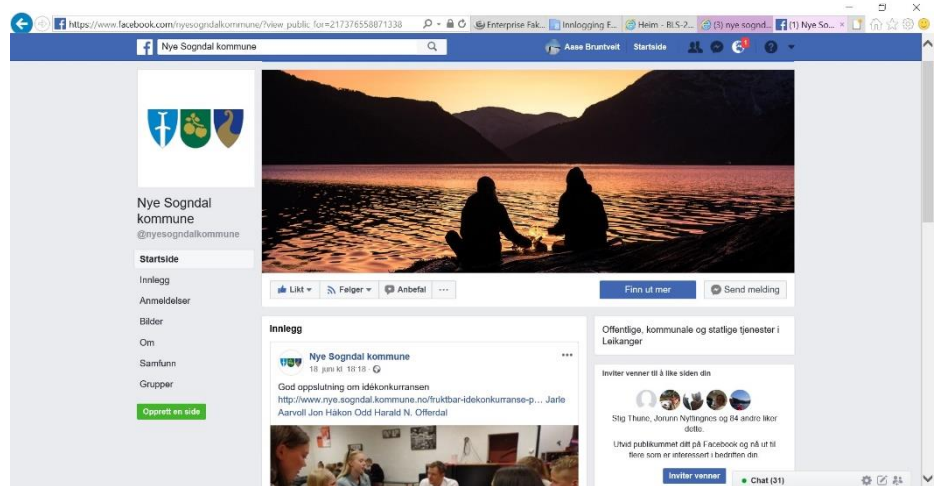 https://www.facebook.com/nyesogndalkommune/?view_public_for=217376558871338
Enterprise Fak...
Innlogging F...
Heim - BLS-2...
(3) nye sognd...
(1) Nye So...
Nye Sogndal kommune
Aase Bruntveit
Startside
Nye Sogndal
kommune
@nyesogndalkommune
Startside
Innlegg
Anmeldelser
Bilder
Om
Samfunn
Grupper
Opprett en side
Likt
Følger
Anbefal
Finn ut mer
Send melding
Innlegg
Nye Sogndal kommune
18. juni kl. 18:18
God oppslutning om idékonkurransen
http://www.nye.sogndal.kommune.no/fruktbar-idekonkurranse-p... Jarle
Aarvoll Jon Håkon Odd Harald N. Offerdal
Offentlige, kommunale og statlige tjenester i
Leikanger
Inviter venner til å like siden din
Stig Thune, Jorunn Nyttingnes og 84 andre liker
dette.
Utvid publikummet ditt på Facebook og nå ut til
flere som er interessert i bedriften din
Inviter venner
Chat (31)